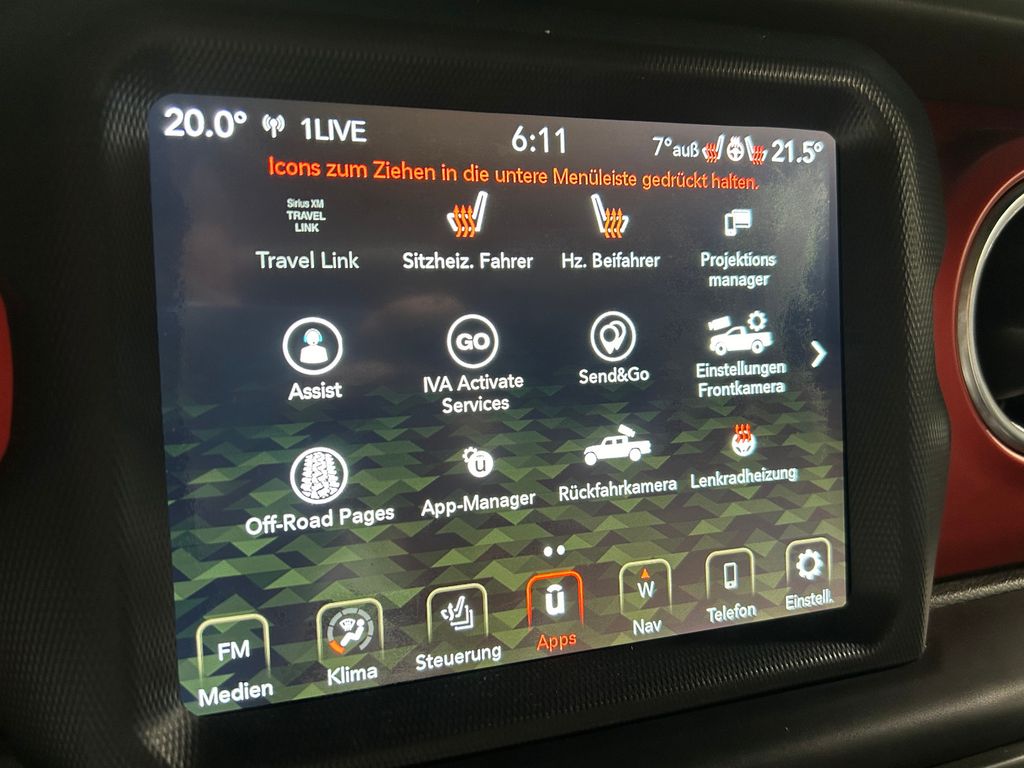 20.0° 1LIVE 6:11 7°auß 21.5°
Icons zum Ziehen in die untere Menüleiste gedrückt halten.
Sirius XM
TRAVEL
LINK
Travel Link
Sitzheiz. Fahrer
Hz. Beifahrer
Projektions
manager
Assist
GO
IVA Activate
Services
Send&Go
Einstellungen
Frontkamera
Off-Road Pages
ū
App-Manager
Rückfahrkamera
Lenkradheizung
FM
Medien
Klima
Steuerung
ū
Apps
W
Nav
Telefon
Einstell.